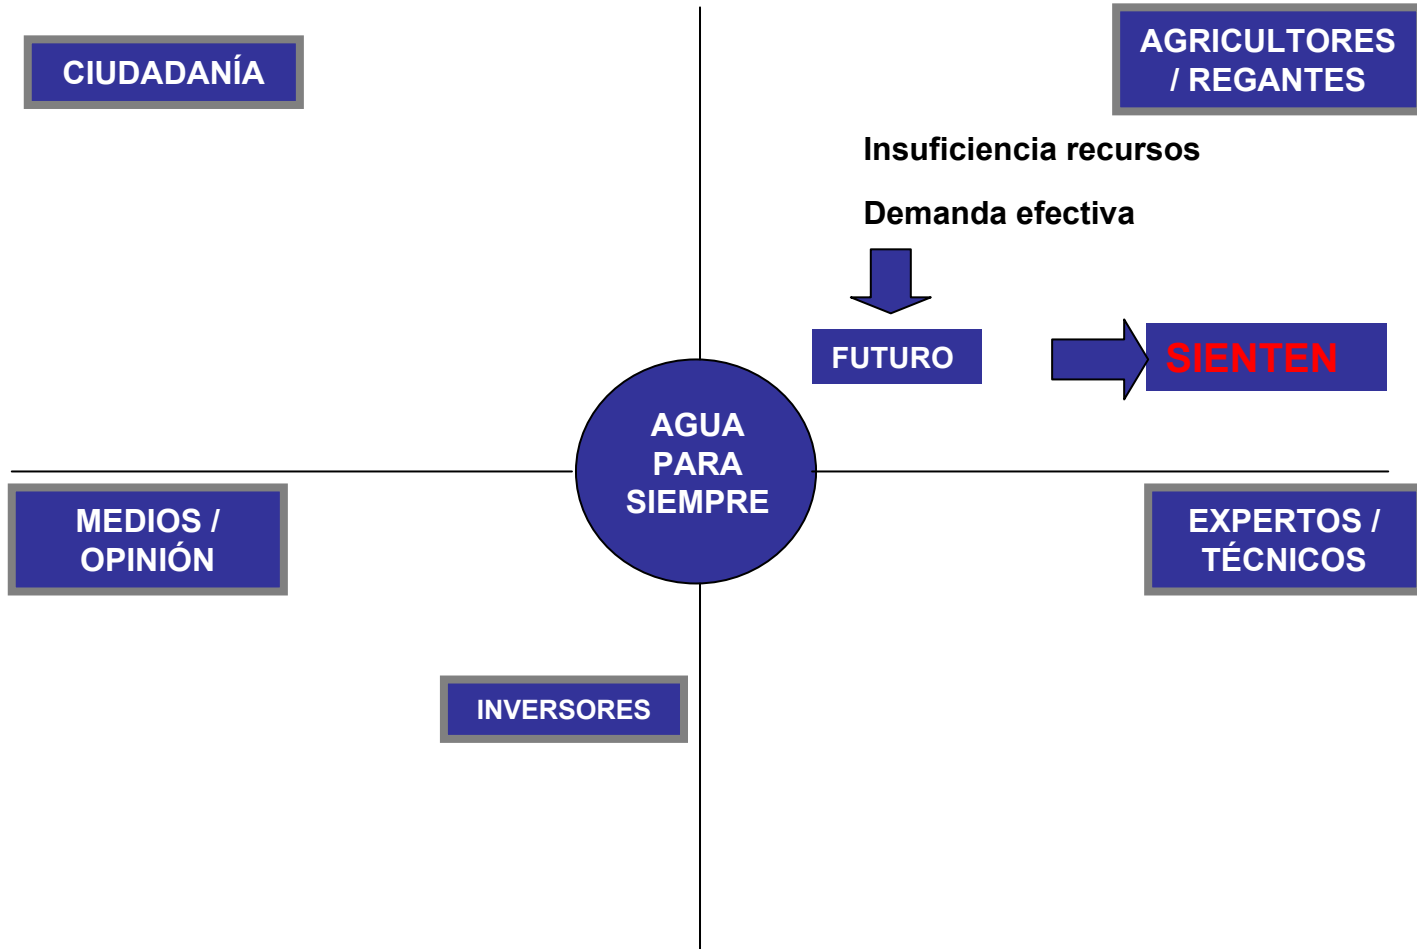 CIUDADANÍA
AGRICULTORES
/ REGANTES
Insuficiencia recursos
Demanda efectiva
FUTURO
SIENTEN
AGUA
PARA
SIEMPRE
MEDIOS /
OPINIÓN
EXPERTOS /
TÉCNICOS
INVERSORES